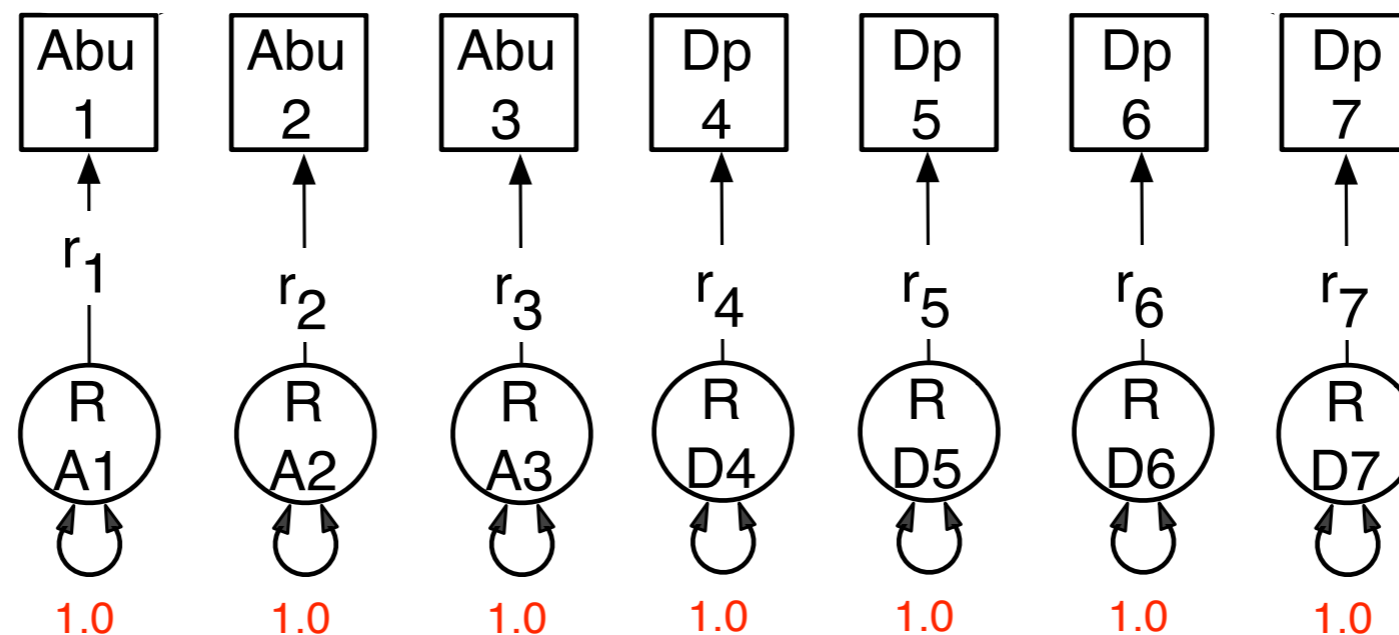 Abu Abu Abu Dp Dp Dp Dp
1 2 3 4 5 6 7
r1 r2 r3 r4 r5 r6 r7
R R R R R R R
A1 A2 A3 D4 D5 D6 D7
1.0 1.0 1.0 1.0 1.0 1.0 1.0